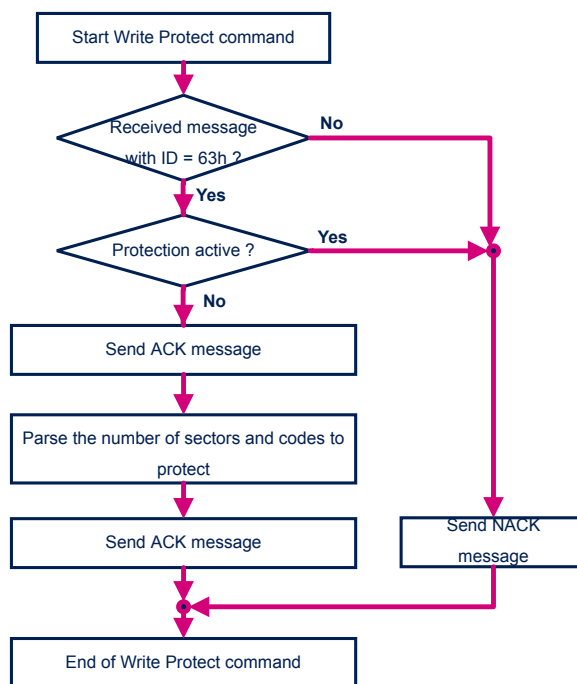 Start Write Protect command
Received message
with ID = 63h ?
No
Yes
Protection active ?
Yes
No
Send ACK message
Parse the number of sectors and codes to
protect
Send ACK message
Send NACK
message
End of Write Protect command